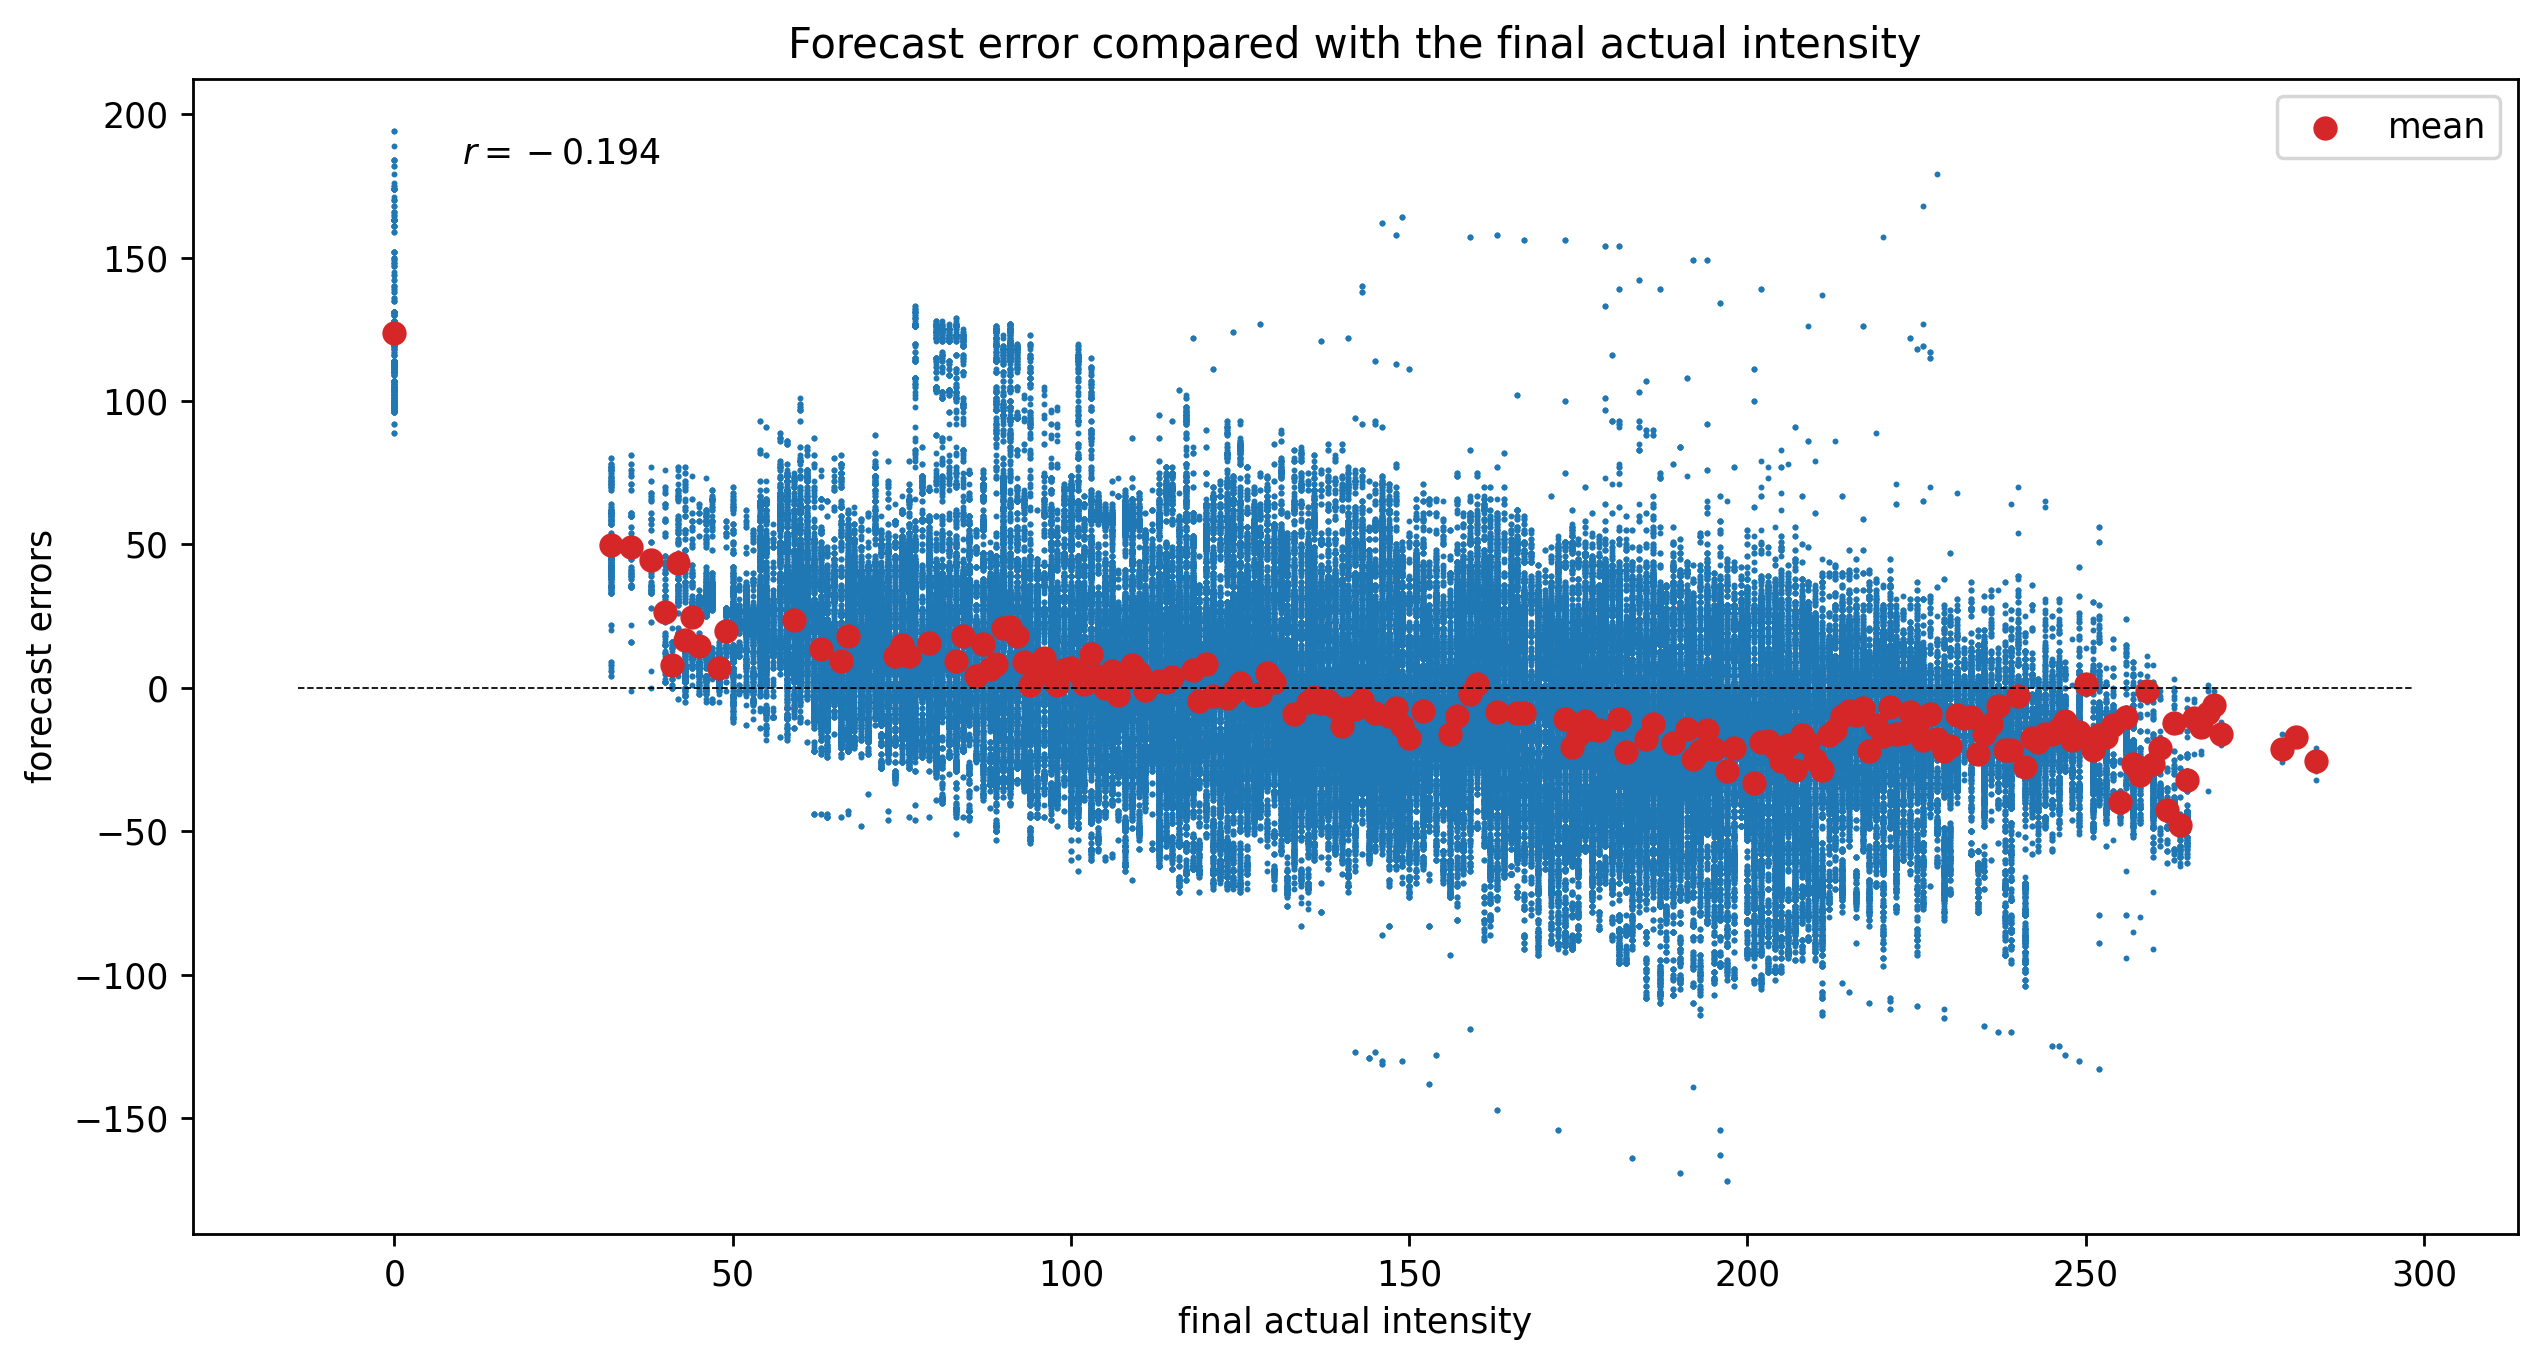 Forecast error compared with the final actual intensity
r = −0.194
mean
forecast errors
200
150
100
50
0
−50
−100
−150
0 50 100 150 200 250 300
final actual intensity